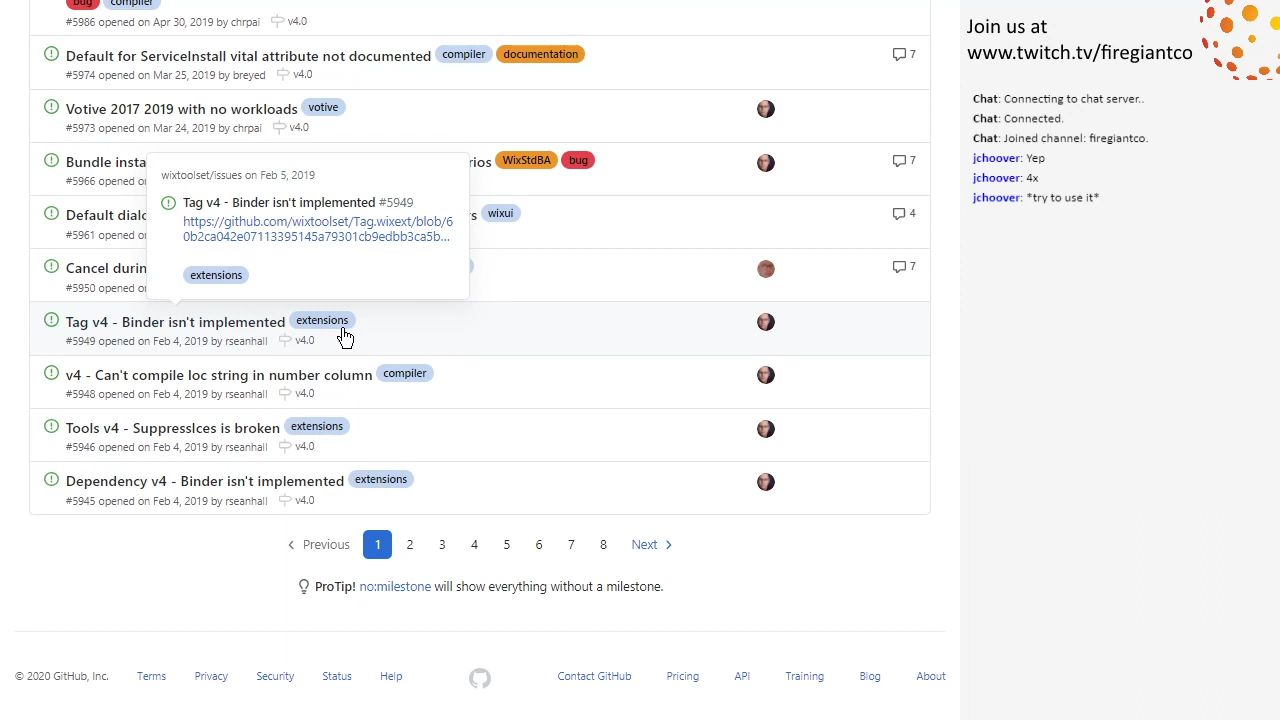 bug compiler
#5986 opened on Apr 30, 2019 by chrpai v4.0
Default for ServiceInstall vital attribute not documented compiler documentation 7
#5974 opened on Mar 25, 2019 by breyed v4.0
Votive 2017 2019 with no workloads votive
#5973 opened on Mar 24, 2019 by chrpai v4.0
Bundle insta rios WixStdBA bug 7
#5966 opened on
Default dialo s wixui 4
#5961 opened on
Cancel durin 7
#5950 opened on
wixtoolset/issues on Feb 5, 2019
Tag v4 - Binder isn't implemented #5949
https://github.com/wixtoolset/Tag.wixext/blob/6
0b2ca042e07113395145a79301cb9edbb3ca5b...
extensions
Tag v4 - Binder isn't implemented extensions
#5949 opened on Feb 4, 2019 by rseanhall v4.0
v4 - Can't compile loc string in number column compiler
#5948 opened on Feb 4, 2019 by rseanhall v4.0
Tools v4 - SuppressIces is broken extensions
#5946 opened on Feb 4, 2019 by rseanhall v4.0
Dependency v4 - Binder isn't implemented extensions
#5945 opened on Feb 4, 2019 by rseanhall v4.0
Previous 1 2 3 4 5 6 7 8 Next
ProTip! no:milestone will show everything without a milestone.
© 2020 GitHub, Inc. Terms Privacy Security Status Help Contact GitHub Pricing API Training Blog About
Join us at
www.twitch.tv/firegiantco
Chat: Connecting to chat server..
Chat: Connected.
Chat: Joined channel: firegiantco.
jchoover: Yep
jchoover: 4x
jchoover: *try to use it*